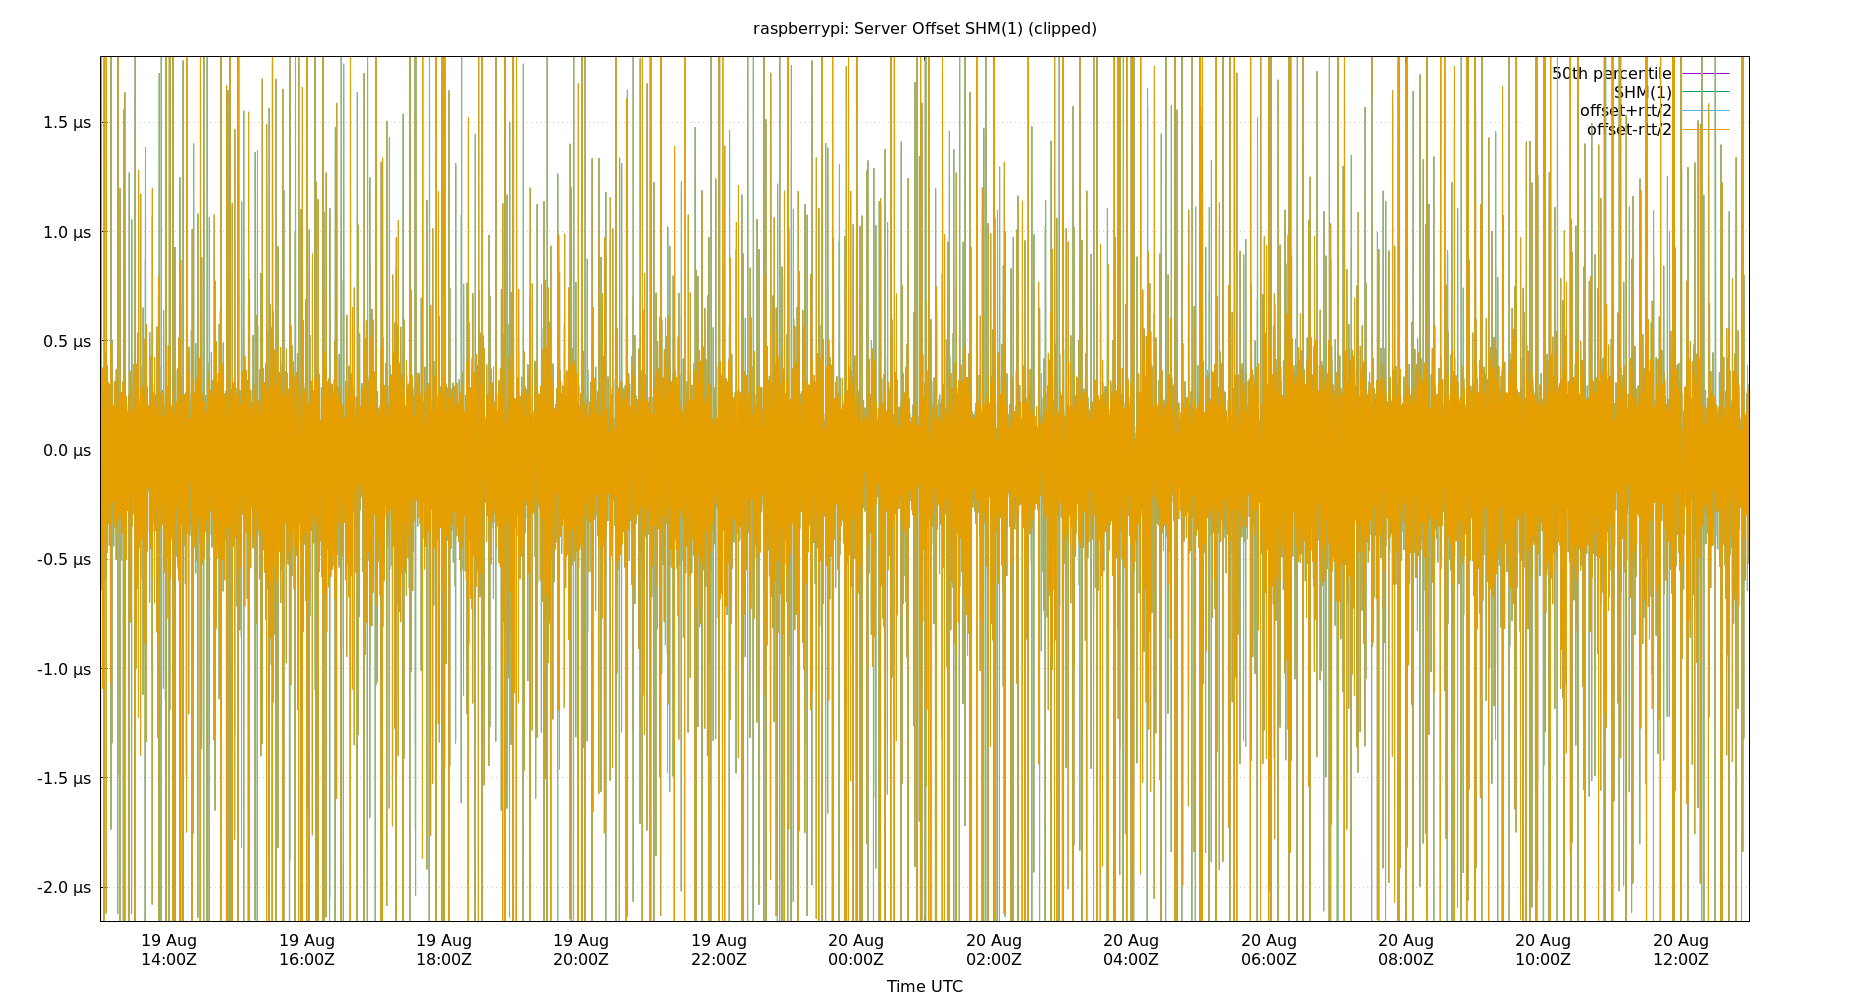 raspberrypi: Server Offset SHM(1) (clipped)
50th percentile
SHM(1)
offset+rtt/2
offset-rtt/2
1.5 µs
1.0 µs
0.5 µs
0.0 µs
-0.5 µs
-1.0 µs
-1.5 µs
-2.0 µs
19 Aug 19 Aug 19 Aug 19 Aug 19 Aug 20 Aug 20 Aug 20 Aug 20 Aug 20 Aug 20 Aug 20 Aug
14:00Z 16:00Z 18:00Z 20:00Z 22:00Z 00:00Z 02:00Z 04:00Z 06:00Z 08:00Z 10:00Z 12:00Z
Time UTC